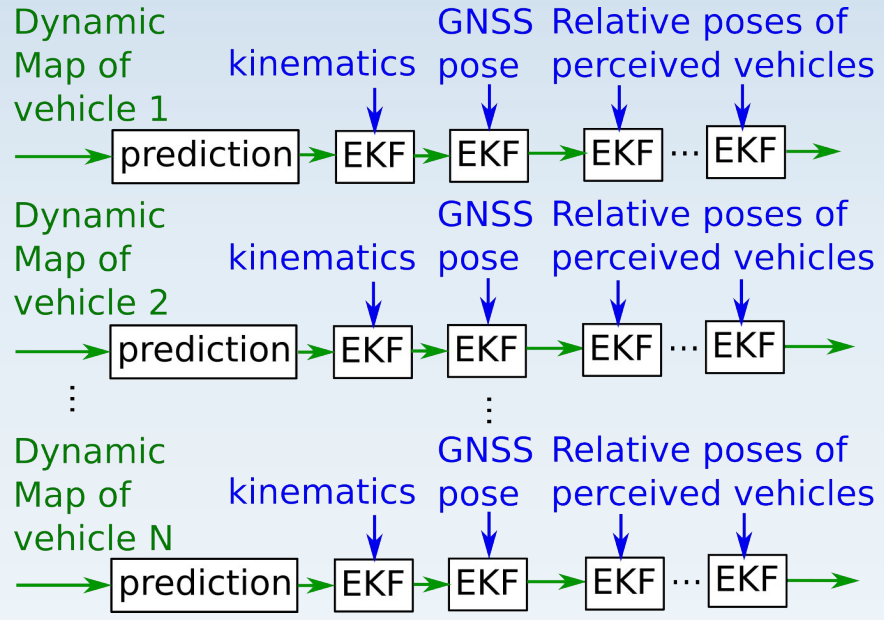 Dynamic
Map of
vehicle 1
kinematics
GNSS
pose
Relative poses of
perceived vehicles
prediction
EKF
EKF
EKF
...
EKF
Dynamic
Map of
vehicle 2
kinematics
GNSS
pose
Relative poses of
perceived vehicles
prediction
EKF
EKF
EKF
...
EKF
...
...
Dynamic
Map of
vehicle N
kinematics
GNSS
pose
Relative poses of
perceived vehicles
prediction
EKF
EKF
EKF
...
EKF